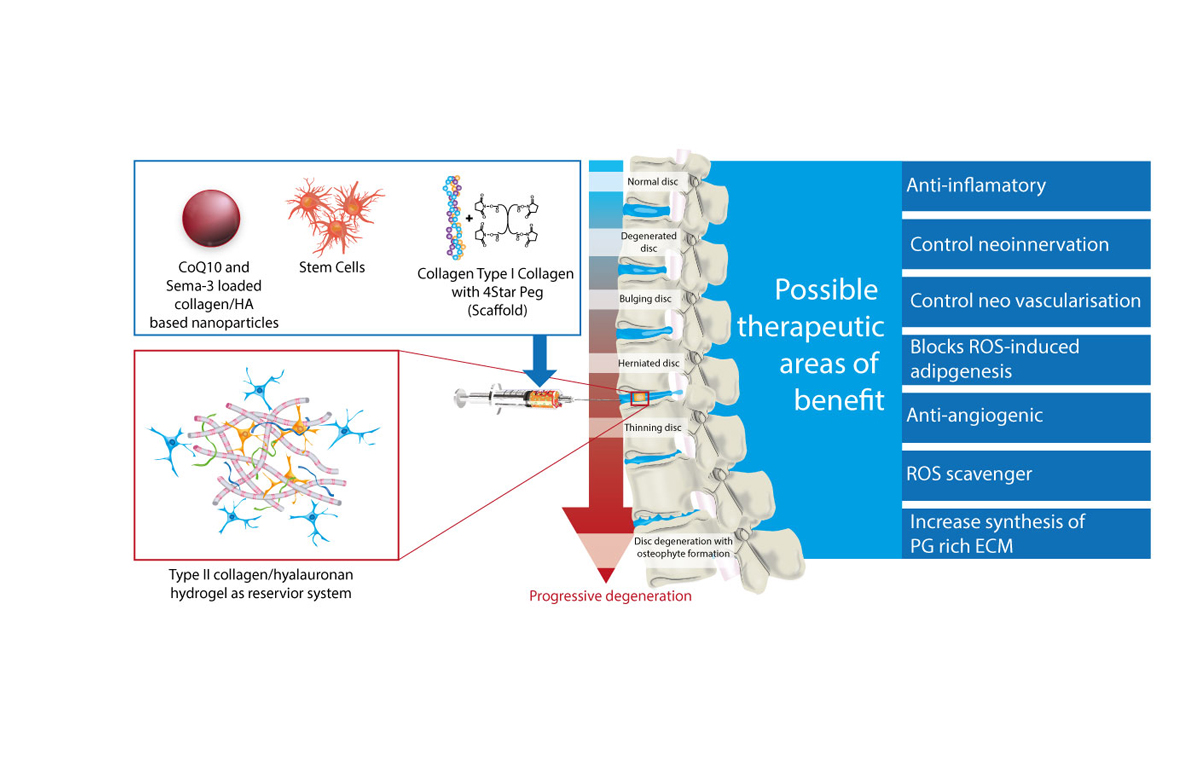 CoQ10 and
Sema-3 loaded
collagen/HA
based nanoparticles
Stem Cells
+
Collagen Type I Collagen
with 4Star Peg
(Scaffold)
Type II collagen/hyalauronan
hydrogel as reservior system
Normal disc
Degenerated
disc
Bulging disc
Herniated disc
Thinning disc
Disc degeneration with
osteophyte formation
Progressive degeneration
Possible
therapeutic
areas of
benefit
Anti-inflamatory
Control neoinnervation
Control neo vascularisation
Blocks ROS-induced
adipgenesis
Anti-angiogenic
ROS scavenger
Increase synthesis of
PG rich ECM